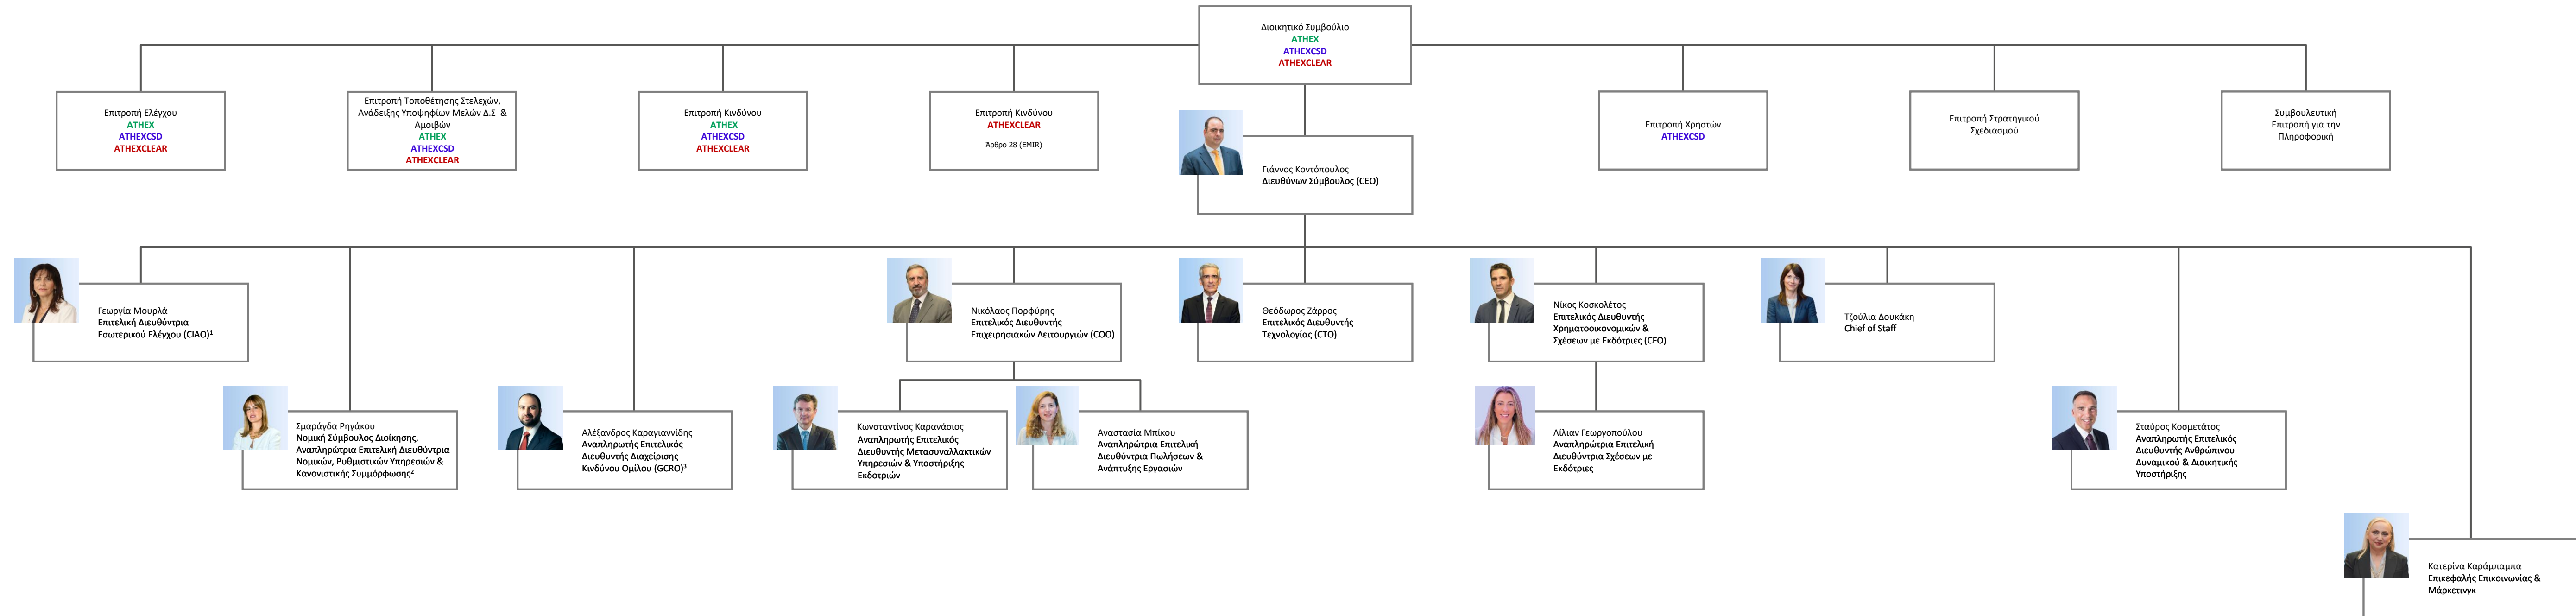 Διοικητικό Συμβούλιο
ATHEX
ATHEXCSD
ATHEXCLEAR
Επιτροπή Ελέγχου
ATHEX
ATHEXCSD
ATHEXCLEAR
Επιτροπή Τοποθέτησης Στελεχών,
Ανάδειξης Υποψηφίων Μελών Δ.Σ &
Αμοιβών
ATHEX
ATHEXCSD
ATHEXCLEAR
Επιτροπή Κινδύνου
ATHEX
ATHEXCSD
ATHEXCLEAR
Επιτροπή Κινδύνου
ATHEXCLEAR
Άρθρο 28 (EMIR)
Επιτροπή Χρηστών
ATHEXCSD
Επιτροπή Στρατηγικού
Σχεδιασμού
Συμβουλευτική
Επιτροπή για την
Πληροφορική
Γιάννος Κοντόπουλος
Διευθύνων Σύμβουλος (CEO)
Γεωργία Μουρλά
Επιτελική Διευθύντρια
Εσωτερικού Ελέγχου (CIAO)¹
Νικόλαος Πορφύρης
Επιτελικός Διευθυντής
Επιχειρησιακών Λειτουργιών (COO)
Θεόδωρος Ζάρρος
Επιτελικός Διευθυντής
Τεχνολογίας (CTO)
Νίκος Κοσκολέτος
Επιτελικός Διευθυντής
Χρηματοοικονομικών &
Σχέσεων με Εκδότριες (CFO)
Τζούλια Δουκάκη
Chief of Staff
Σμαράγδα Ρηγάκου
Νομική Σύμβουλος Διοίκησης,
Αναπληρώτρια Επιτελική Διευθύντρια
Νομικών, Ρυθμιστικών Υπηρεσιών &
Κανονιστικής Συμμόρφωσης²
Αλέξανδρος Καραγιαννίδης
Αναπληρωτής Επιτελικός
Διευθυντής Διαχείρισης
Κινδύνου Ομίλου (GCRO)³
Κωνσταντίνος Καρανάσιος
Αναπληρωτής Επιτελικός
Διευθυντής Μετασυναλλακτικών
Υπηρεσιών & Υποστήριξης
Εκδοτριών
Αναστασία Μπίκου
Αναπληρώτρια Επιτελική
Διευθύντρια Πωλήσεων &
Ανάπτυξης Εργασιών
Λίλιαν Γεωργοπούλου
Αναπληρώτρια Επιτελική
Διευθύντρια Σχέσεων με
Εκδότριες
Σταύρος Κοσμετάτος
Αναπληρωτής Επιτελικός
Διευθυντής Ανθρώπινου
Δυναμικού & Διοικητικής
Υποστήριξης
Κατερίνα Καράμπαμπα
Επικεφαλής Επικοινωνίας &
Μάρκετινγκ